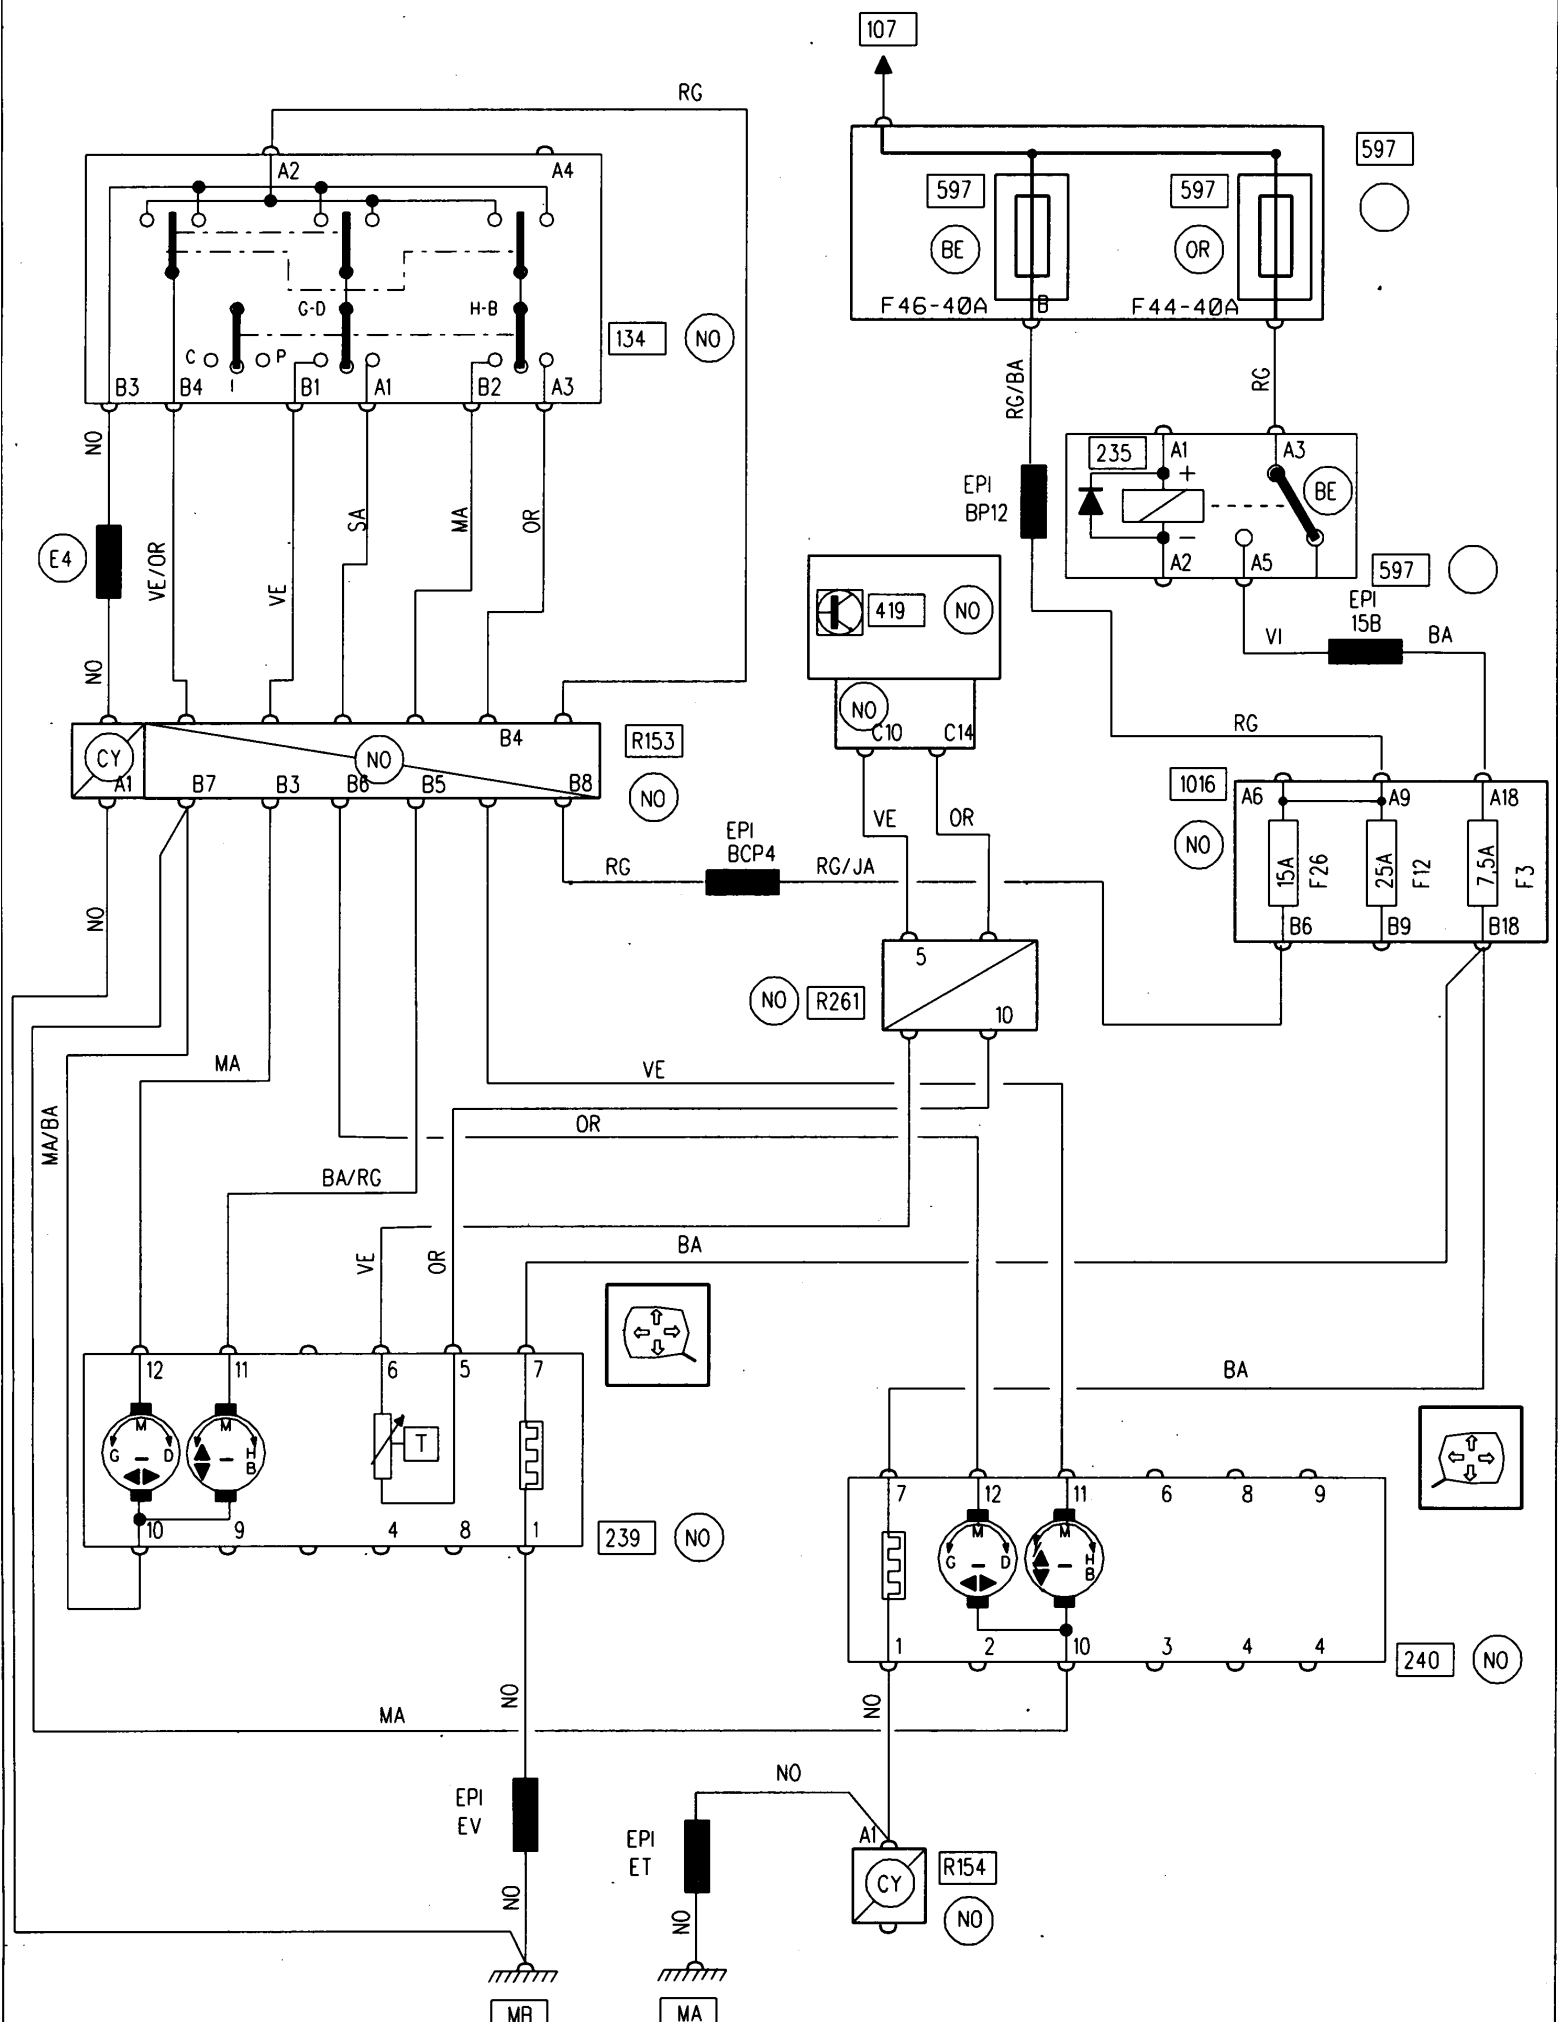 107
RG
597
A2
A4
597
597
BE
OR
F46-40A
B
F44-40A
G-D
H-B
134
NO
C
P
I
B3
B4
B1
A1
B2
A3
NO
RG/BA
RG
235
A1
A3
+
BE
EPI
BP12
-
A2
A5
597
E4
VE/OR
VE
SA
MA
OR
419
NO
EPI
15B
VI
BA
NO
NO
C10
C14
RG
CY
NO
B4
R153
A1
B7
B3
B6
B5
B8
NO
1016
A6
A9
A18
NO
15A
F26
25A
F12
7,5A
F3
B6
B9
B18
VE
OR
EPI
BCP4
RG
RG/JA
NO
5
10
NO
R261
MA
VE
MA/BA
OR
BA/RG
VE
OR
BA
12
11
6
5
7
M
G
D
M
H
B
T
10
9
4
8
1
239
NO
BA
7
12
11
6
8
9
M
G
D
M
H
B
1
2
10
3
4
4
240
NO
NO
MA
NO
EPI
EV
NO
NO
EPI
ET
NO
A1
CY
R154
NO
MB
MA